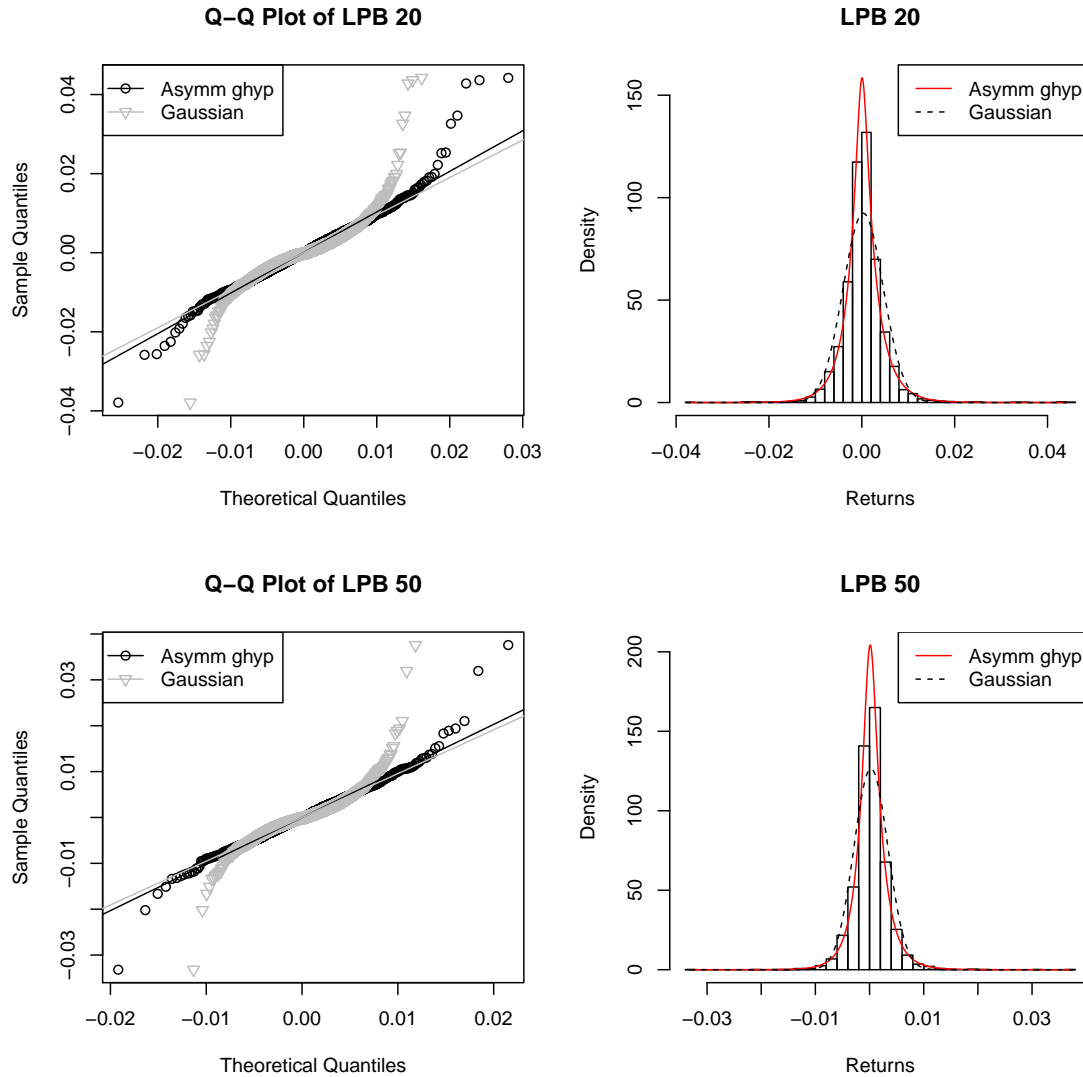 Q−Q Plot of LPB 20
Asymm ghyp
Gaussian
0.04
0.02
0.00
−0.02
−0.04
Sample Quantiles
−0.02
−0.01
0.00
0.01
0.02
0.03
Theoretical Quantiles
LPB 20
Asymm ghyp
Gaussian
150
100
50
0
Density
−0.04
−0.02
0.00
0.02
0.04
Returns
Q−Q Plot of LPB 50
Asymm ghyp
Gaussian
0.03
0.01
−0.01
−0.03
Sample Quantiles
−0.02
−0.01
0.00
0.01
0.02
Theoretical Quantiles
LPB 50
Asymm ghyp
Gaussian
200
150
100
50
0
Density
−0.03
−0.01
0.01
0.03
Returns